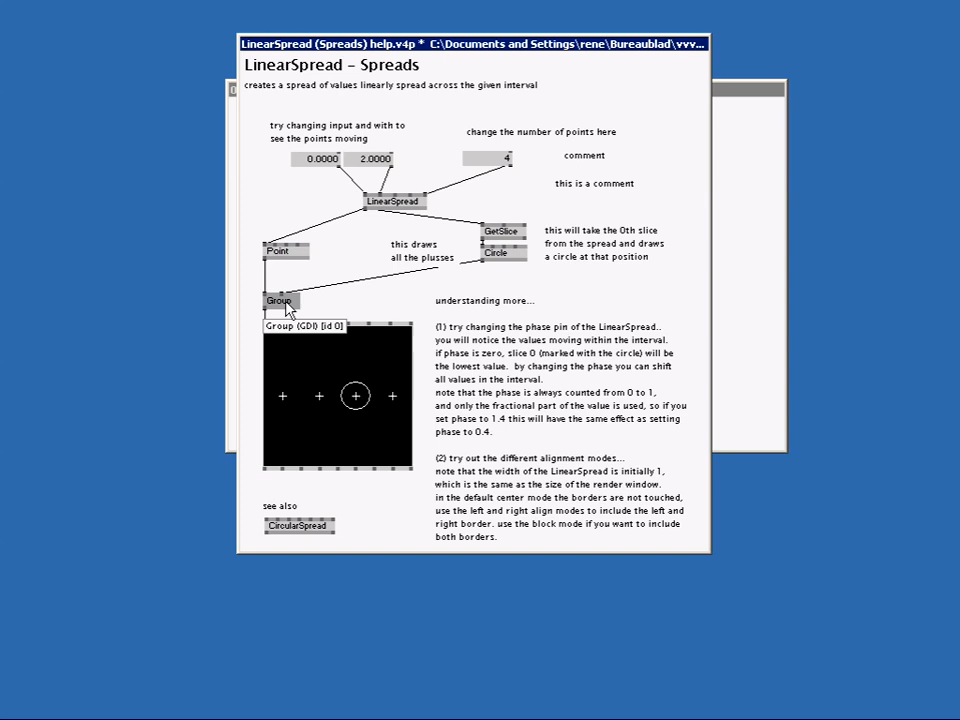 LinearSpread (Spreads) help.v4p * C:\Documents and Settings\rene\Bureaublad\vvv...
LinearSpread - Spreads
creates a spread of values linearly spread across the given interval
try changing input and with to
see the points moving
change the number of points here
0.0000
2.0000
4
comment
this is a comment
LinearSpread
GetSlice
Circle
this will take the 0th slice
from the spread and draws
a circle at that position
this draws
all the plusses
Point
Group
Group (GDI) [id 0]
understanding more...
(1) try changing the phase pin of the LinearSpread..
you will notice the values moving within the interval.
if phase is zero, slice 0 (marked with the circle) will be
the lowest value. by changing the phase you can shift
all values in the interval.
note that the phase is always counted from 0 to 1,
and only the fractional part of the value is used, so if you
set phase to 1.4 this will have the same effect as setting
phase to 0.4.
(2) try out the different alignment modes...
note that the width of the LinearSpread is initially 1,
which is the same as the size of the render window.
in the default center mode the borders are not touched,
use the left and right align modes to include the left and
right border. use the block mode if you want to include
both borders.
see also
CircularSpread